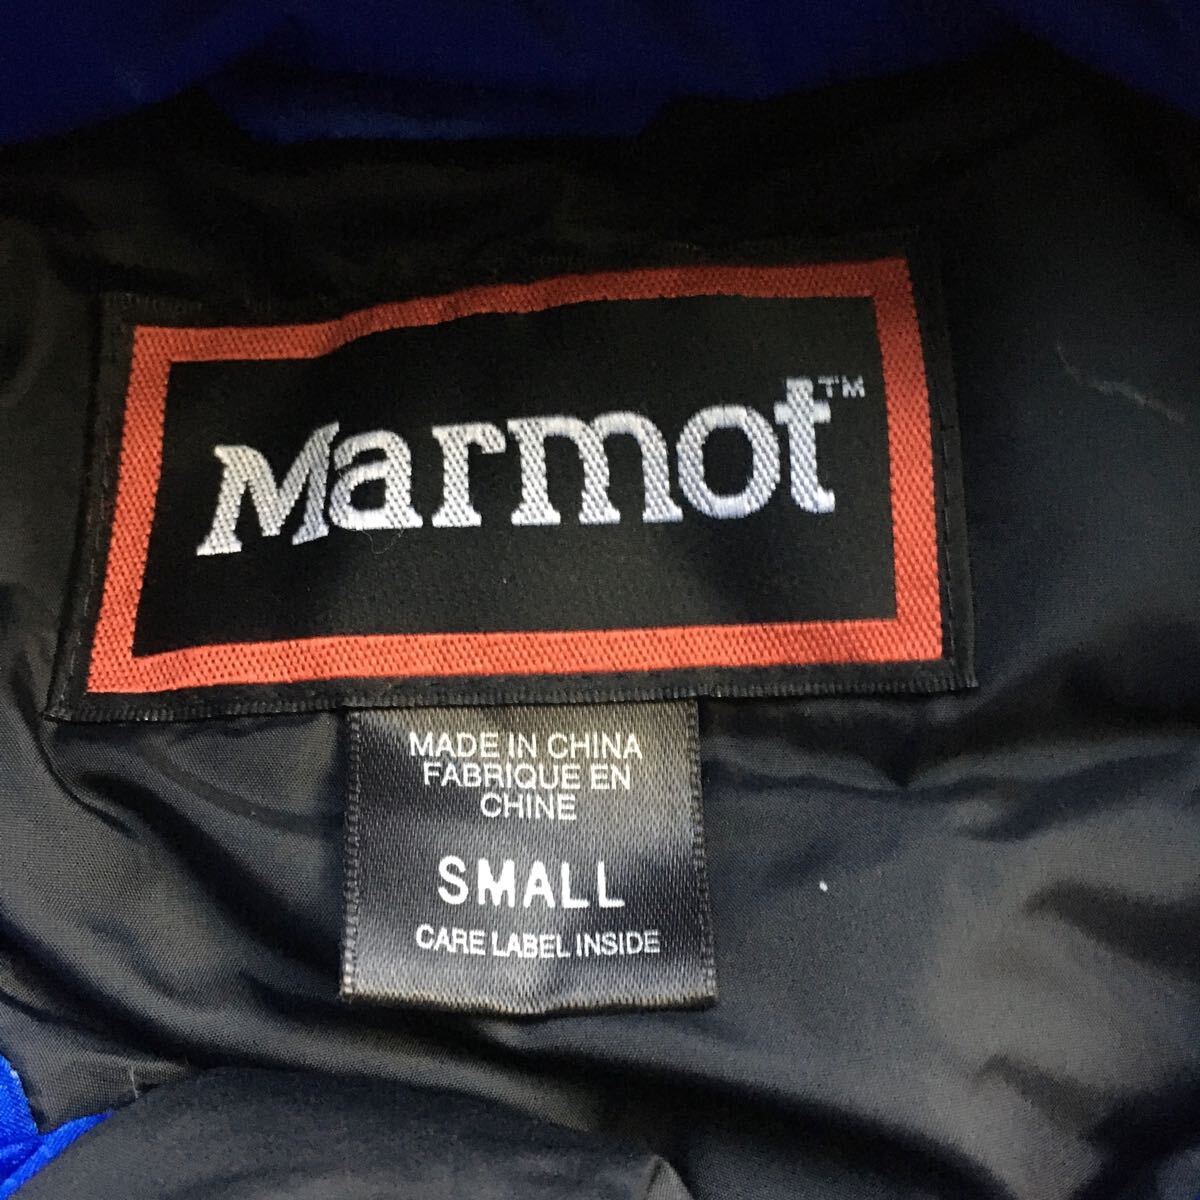 Marmot™
MADE IN CHINA
FABRIQUE EN
CHINE
SMALL
CARE LABEL INSIDE